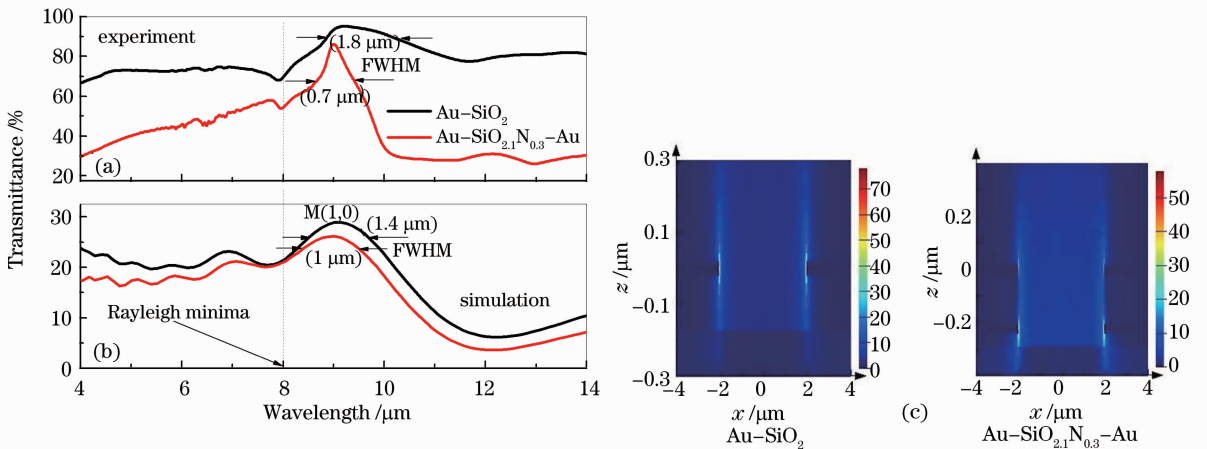 100
80
60
40
20
experiment
(1.8 μm)
FWHM
(0.7 μm)
Au−SiO₂
Au−SiO₂.₁N₀.₃−Au
(a)
Transmittance /%
30
20
10
0
M(1,0)
(1.4 μm)
FWHM
(1 μm)
simulation
Rayleigh minima
(b)
4 6 8 10 12 14
Wavelength /μm
0.3
0.1
−0.1
−0.3
z/μm
−4 −2 0 2 4
x/μm
Au−SiO₂
70
60
50
40
30
20
10
0
(c)
0.2
0
−0.2
z/μm
−4 −2 0 2 4
x/μm
Au−SiO₂.₁N₀.₃−Au
50
40
30
20
10
0